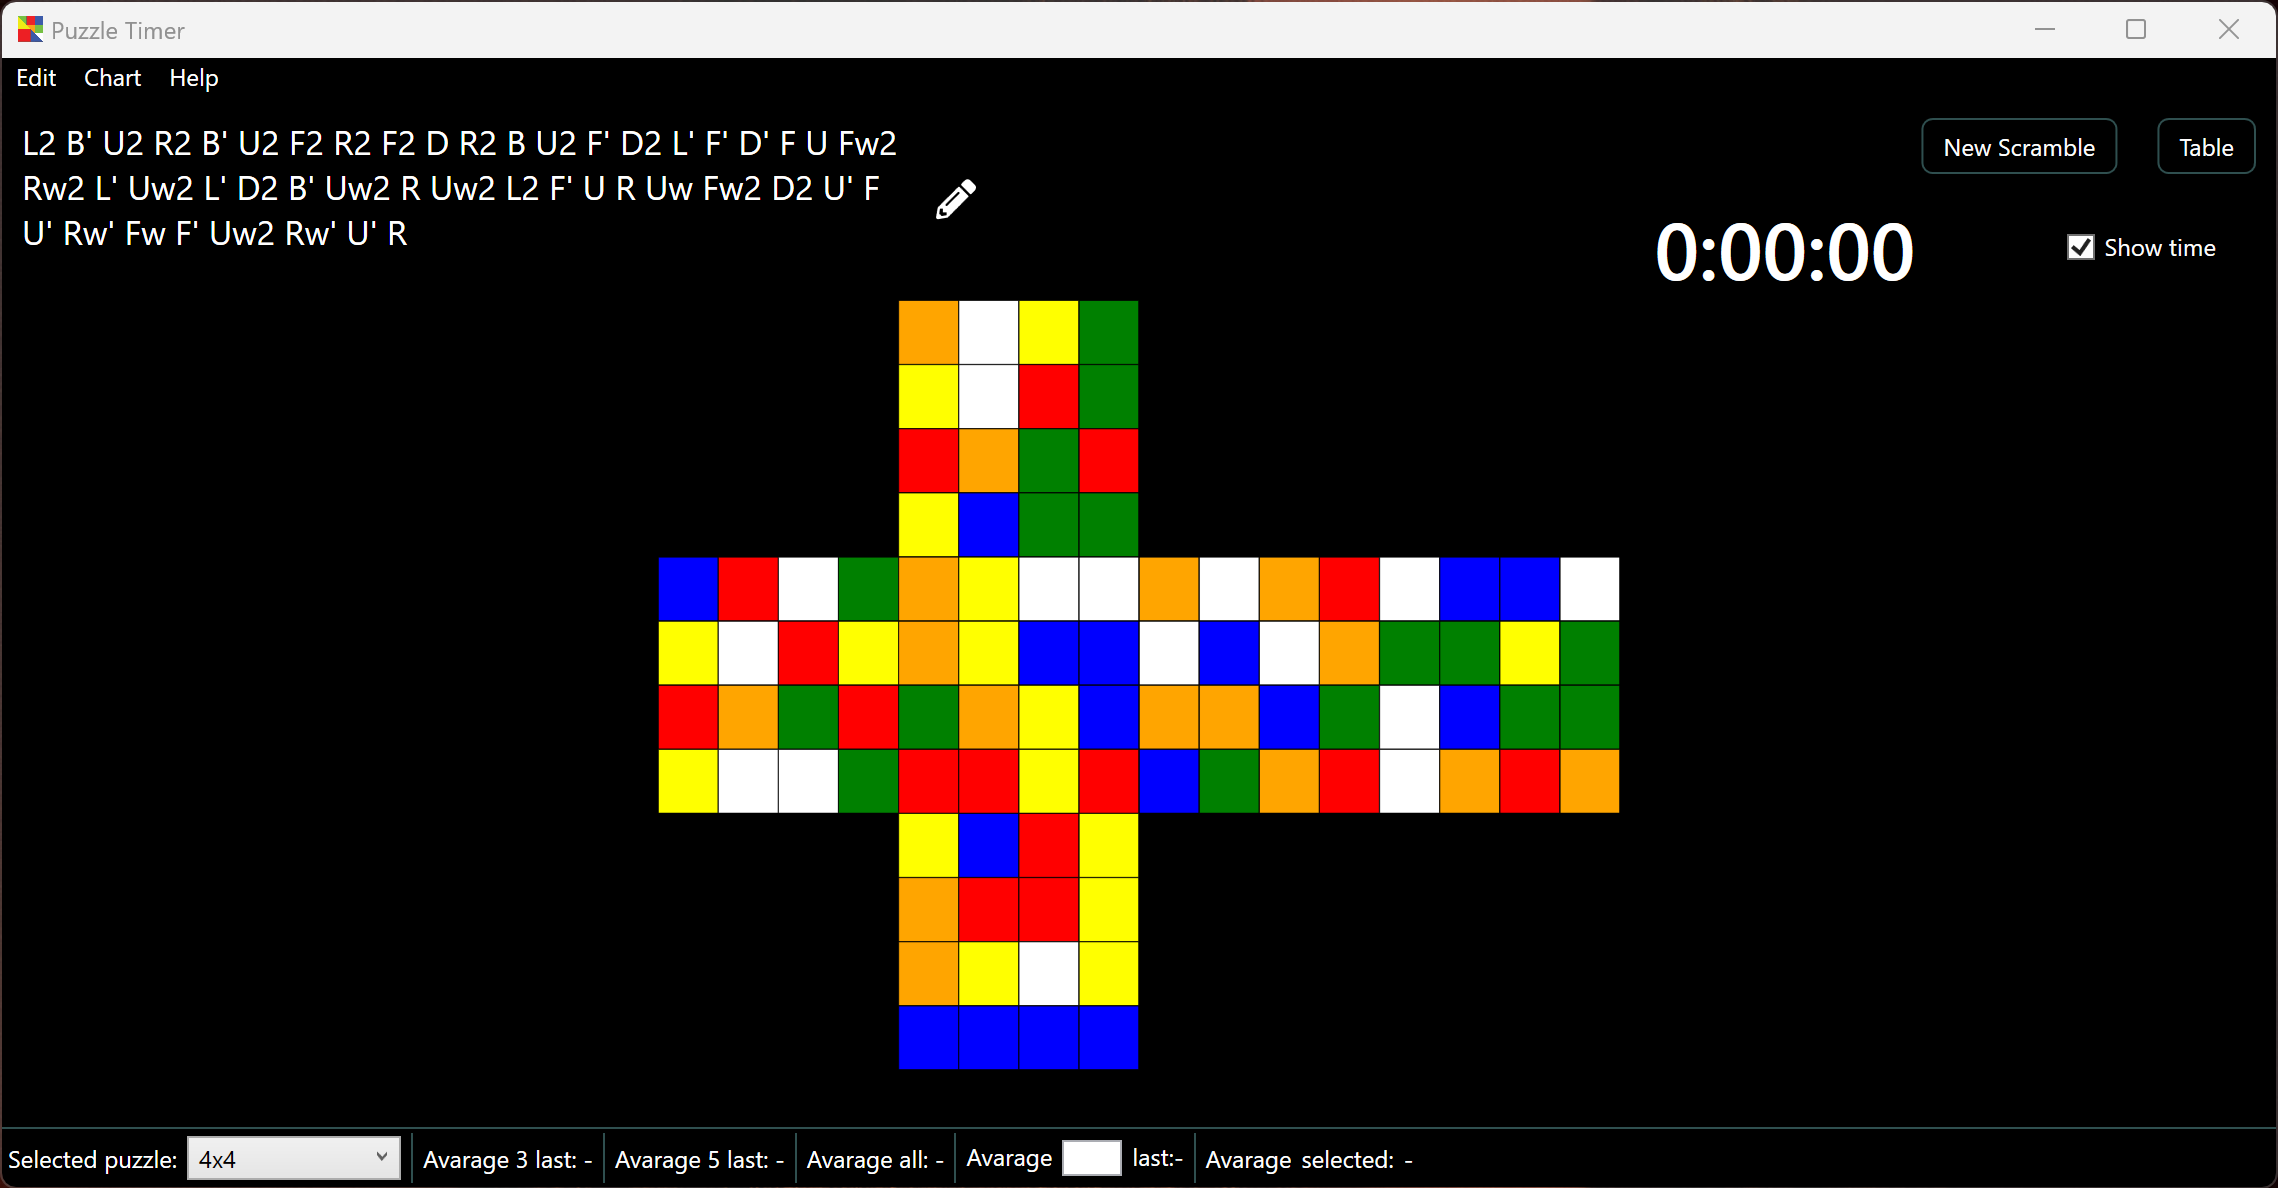 Puzzle Timer
Edit Chart Help
L2 B' U2 R2 B' U2 F2 R2 F2 D R2 B U2 F' D2 L' F' D' F U Fw2
Rw2 L' Uw2 L' D2 B' Uw2 R Uw2 L2 F' U R Uw Fw2 D2 U' F
U' Rw' Fw F' Uw2 Rw' U' R
New Scramble
Table
0:00:00
Show time
Selected puzzle: 4x4 Avarage 3 last: - Avarage 5 last: - Avarage all: - Avarage last:- Avarage selected: -